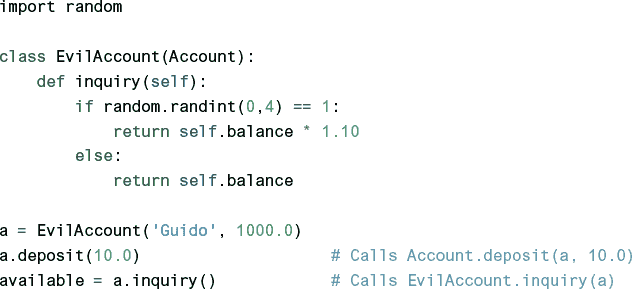 import random

class EvilAccount(Account):
    def inquiry(self):
        if random.randint(0,4) == 1:
            return self.balance * 1.10
        else:
            return self.balance

a = EvilAccount('Guido', 1000.0)
a.deposit(10.0)                 # Calls Account.deposit(a, 10.0)
available = a.inquiry()         # Calls EvilAccount.inquiry(a)